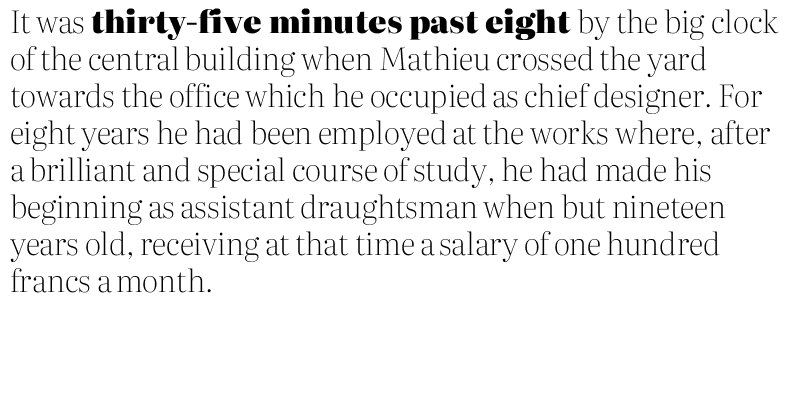 It was thirty-five minutes past eight by the big clock
of the central building when Mathieu crossed the yard
towards the office which he occupied as chief designer. For
eight years he had been employed at the works where, after
a brilliant and special course of study, he had made his
beginning as assistant draughtsman when but nineteen
years old, receiving at that time a salary of one hundred
francs a month.